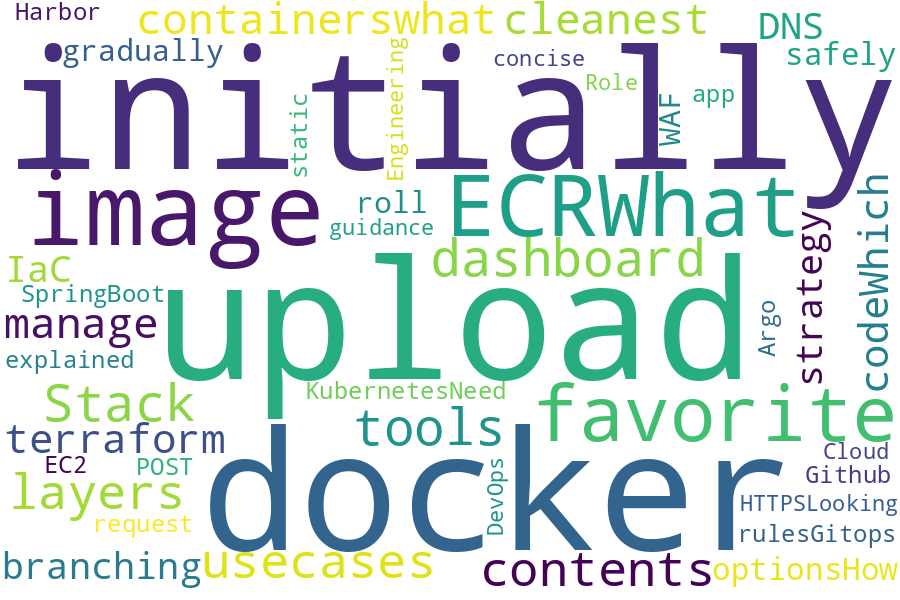 Harbor
containerswhat
cleanest
DNS
gradually
Engineering
concise
safely
initially
static
Role
WAF
app
image
roll
guidance
ECRWhat
strategy
codeWhich
IaC
dashboard
SpringBoot
upload
manage
Argo
explained
Stack
KubernetesNeed
favorite
terraform
tools
EC2
POST
docker
DevOps
Cloud
Github
layers
HTTPSLooking
request
rulesGitops
branching
usecases
contents
optionsHow